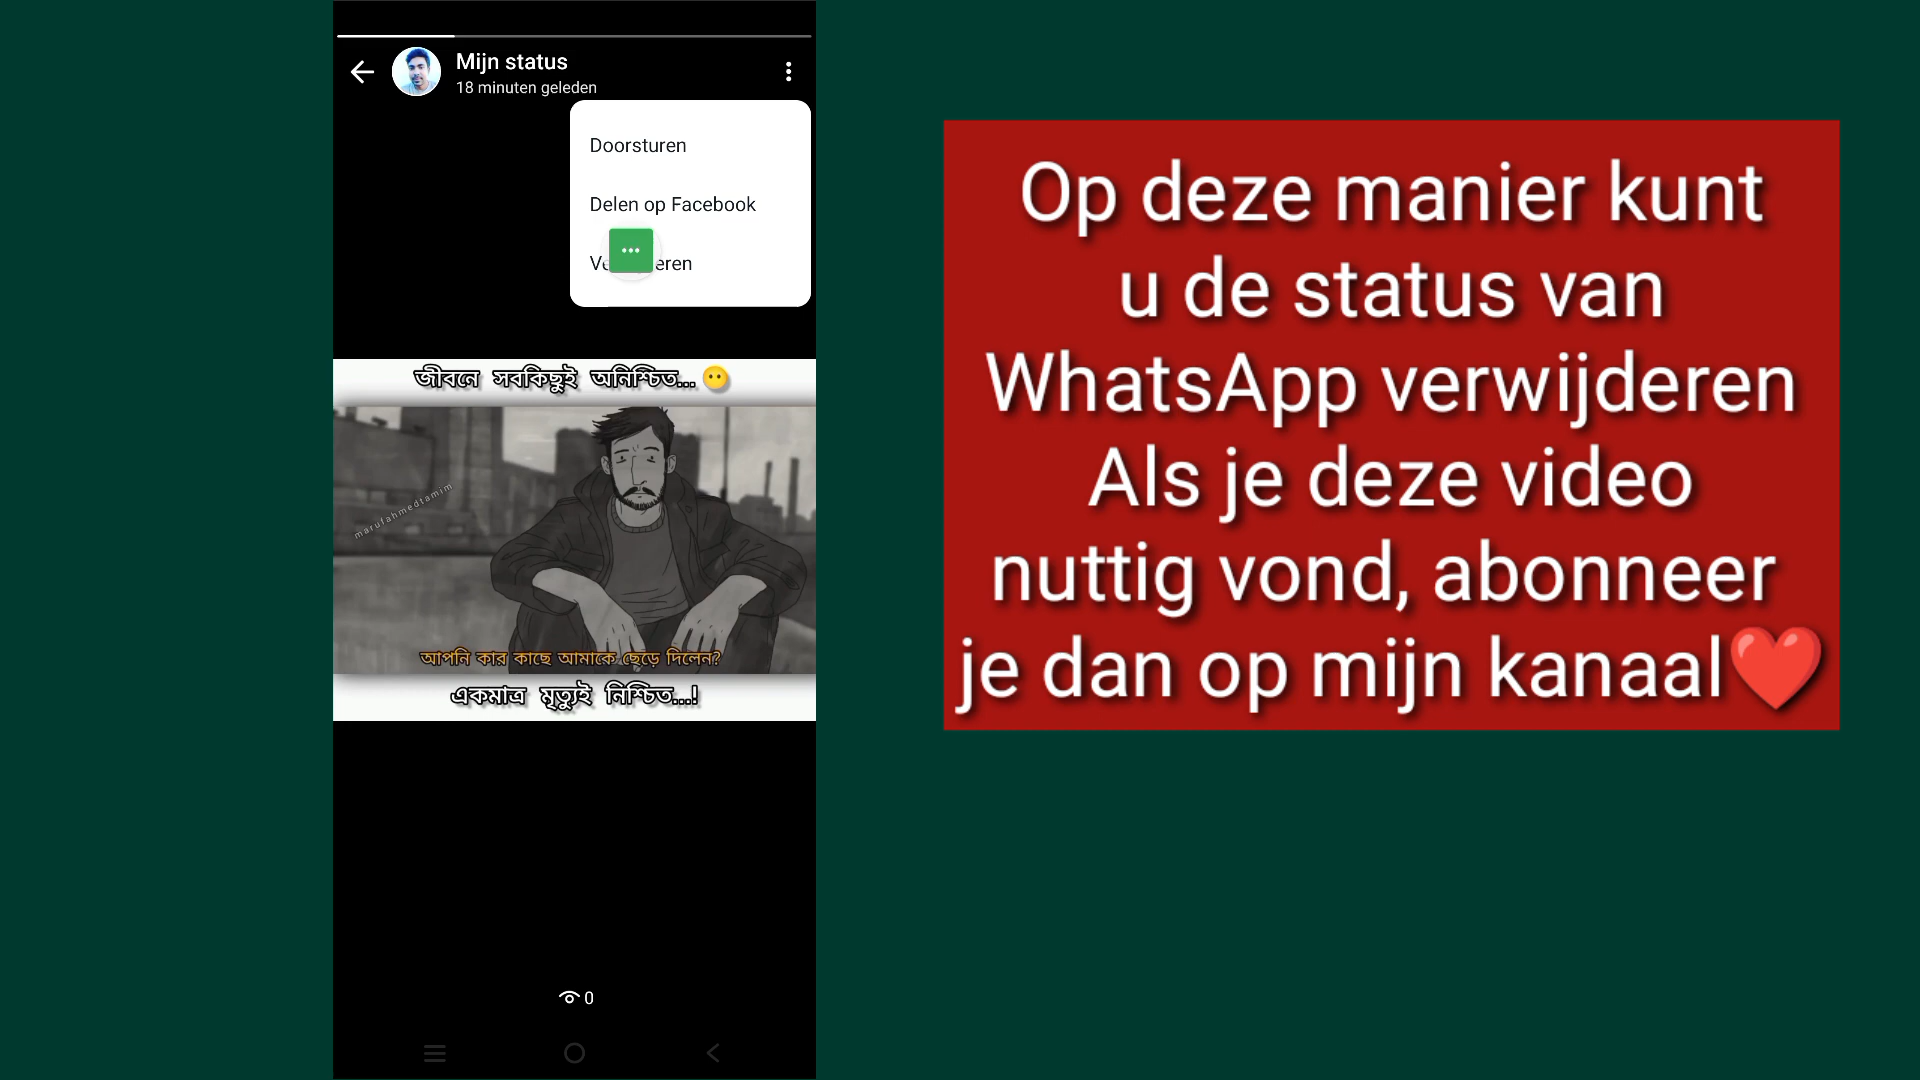 Mijn status
18 minuten geleden
Doorsturen
Delen op Facebook
জীবনে সবকিছুই অনিশ্চিত...😶
marufahmedtamim
আপনি কার কাছে আমাকে ছেড়ে দিলেন?
একমাত্র মৃত্যুই নিশ্চিত...!
0
Op deze manier kunt
u de status van
WhatsApp verwijderen
Als je deze video
nuttig vond, abonneer
je dan op mijn kanaal❤️